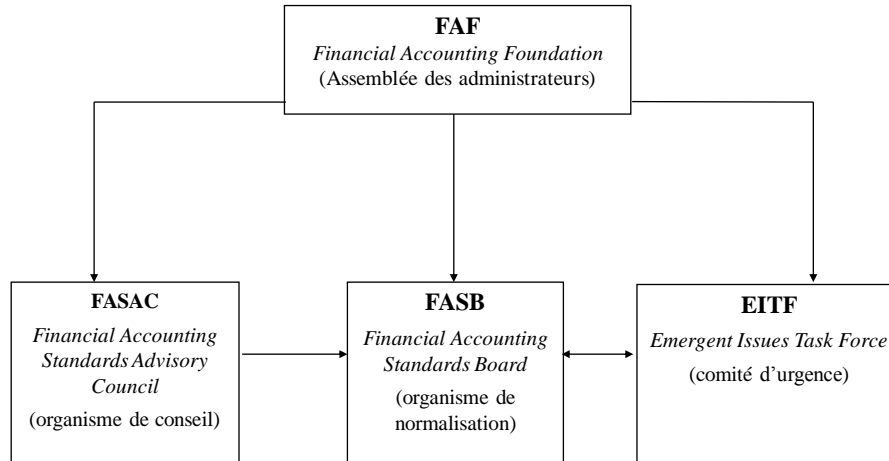 FAF
Financial Accounting Foundation
(Assemblée des administrateurs)
FASAC
Financial Accounting
Standards Advisory
Council
(organisme de conseil)
FASB
Financial Accounting
Standards Board
(organisme de
normalisation)
EITF
Emergent Issues Task Force
(comité d’urgence)